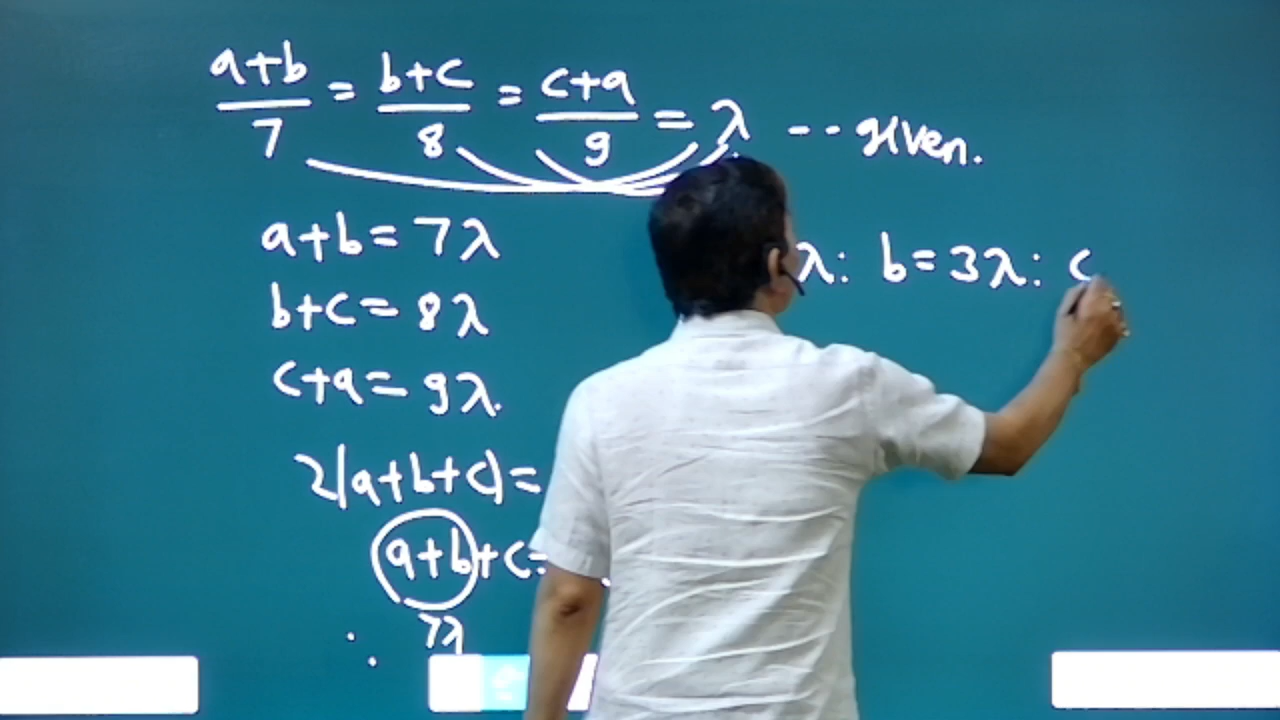 a+b/7 = b+c/8 = c+a/9 = λ -- given.
a+b = 7λ
b+c = 8λ
c+a = 9λ.
2(a+b+c) =
a+b+c =
∴ 7λ
λ: b = 3λ: c